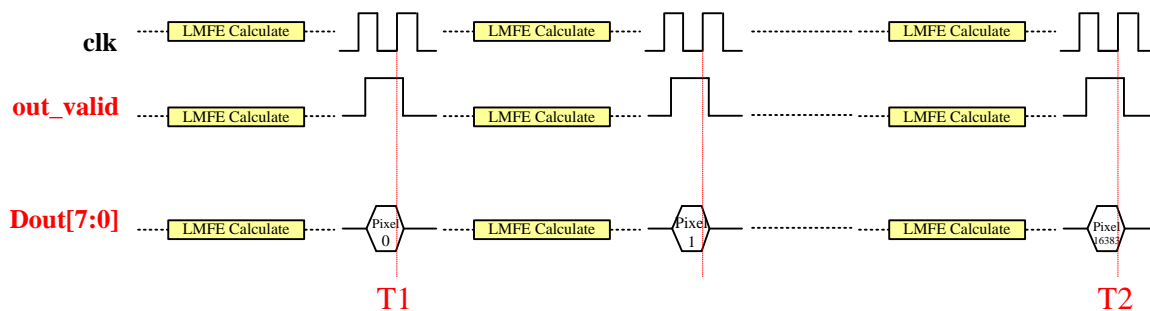 clk
LMFE Calculate
LMFE Calculate
LMFE Calculate
out_valid
LMFE Calculate
LMFE Calculate
LMFE Calculate
Dout[7:0]
LMFE Calculate
Pixel
0
LMFE Calculate
Pixel
1
LMFE Calculate
Pixel
16383
T1
T2